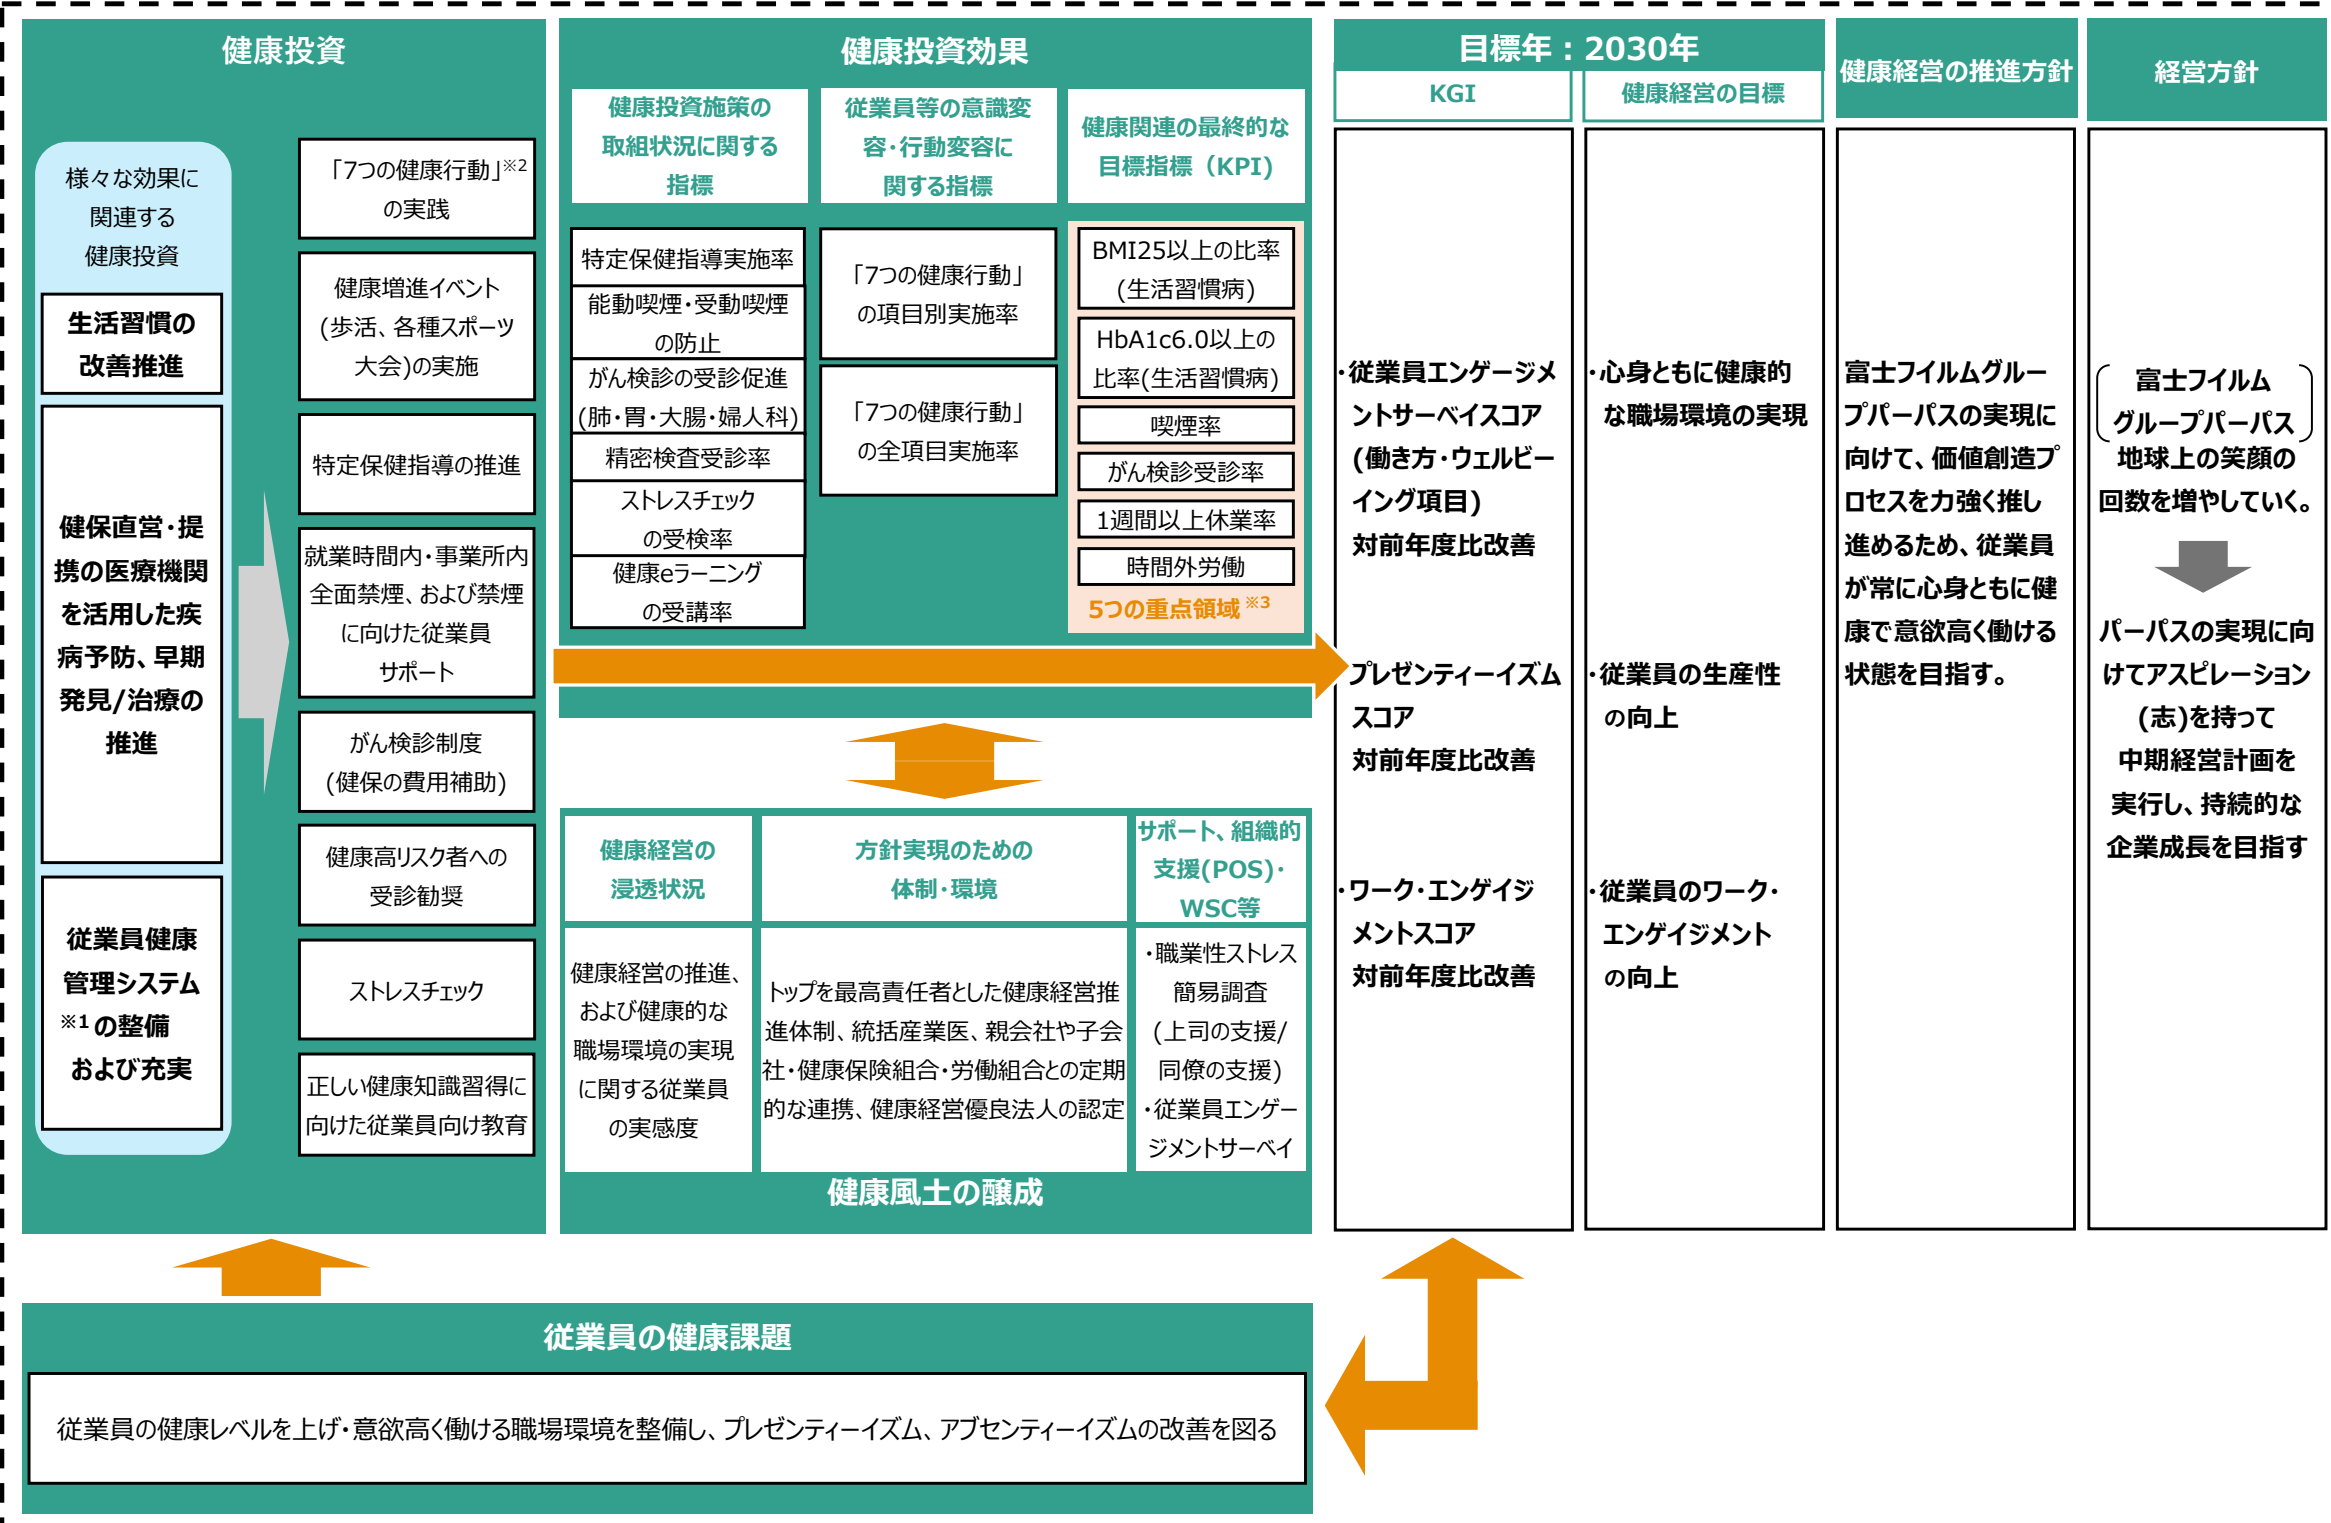 健康投資
様々な効果に
関連する
健康投資
生活習慣の
改善推進
健保直営・提
携の医療機関
を活用した疾
病予防、早期
発見/治療の
推進
従業員健康
管理システム
※1の整備
および充実
「7つの健康行動」※2
の実践
健康増進イベント
(歩活、各種スポーツ
大会)の実施
特定保健指導の推進
就業時間内・事業所内
全面禁煙、および禁煙
に向けた従業員
サポート
がん検診制度
(健保の費用補助)
健康高リスク者への
受診勧奨
ストレスチェック
正しい健康知識習得に
向けた従業員向け教育
健康投資効果
健康投資施策の
取組状況に関する
指標
特定保健指導実施率
能動喫煙・受動喫煙
の防止
がん検診の受診促進
(肺・胃・大腸・婦人科)
精密検査受診率
ストレスチェック
の受検率
健康eラーニング
の受講率
従業員等の意識変
容・行動変容に
関する指標
「7つの健康行動」
の項目別実施率
「7つの健康行動」
の全項目実施率
健康関連の最終的な
目標指標（KPI)
BMI25以上の比率
(生活習慣病)
HbA1c6.0以上の
比率(生活習慣病)
喫煙率
がん検診受診率
1週間以上休業率
時間外労働
5つの重点領域※3
健康経営の
浸透状況
健康経営の推進、
および健康的な
職場環境の実現
に関する従業員
の実感度
方針実現のための
体制・環境
トップを最高責任者とした健康経営推
進体制、統括産業医、親会社や子会
社・健康保険組合・労働組合との定期
的な連携、健康経営優良法人の認定
サポート、組織的
支援(POS)・
WSC等
・職業性ストレス
簡易調査
(上司の支援/
同僚の支援)
・従業員エンゲー
ジメントサーベイ
健康風土の醸成
目標年：2030年
KGI
・従業員エンゲージメ
ントサーベイスコア
(働き方・ウェルビー
イング項目)
対前年度比改善
プレゼンティーイズム
スコア
対前年度比改善
・ワーク・エンゲイジ
メントスコア
対前年度比改善
健康経営の目標
・心身ともに健康的
な職場環境の実現
・従業員の生産性
の向上
・従業員のワーク・
エンゲイジメント
の向上
健康経営の推進方針
富士フイルムグルー
プパーパスの実現に
向けて、価値創造プ
ロセスを力強く推し
進めるため、従業員
が常に心身ともに健
康で意欲高く働ける
状態を目指す。
経営方針
富士フイルム
グループパーパス
地球上の笑顔の
回数を増やしていく。
パーパスの実現に向
けてアスピレーション
(志)を持って
中期経営計画を
実行し、持続的な
企業成長を目指す
従業員の健康課題
従業員の健康レベルを上げ・意欲高く働ける職場環境を整備し、プレゼンティーイズム、アブセンティーイズムの改善を図る